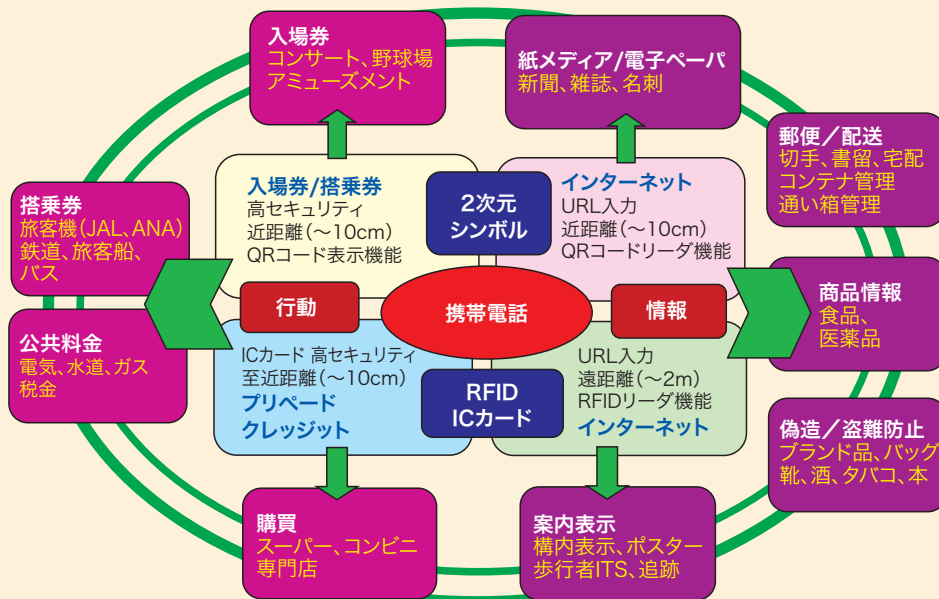 入場券
コンサート、野球場
アミューズメント
紙メディア/電子ペーパ
新聞、雑誌、名刺
郵便／配送
切手、書留、宅配
コンテナ管理
通い箱管理
搭乗券
旅客機(JAL、ANA)
鉄道、旅客船、
バス
入場券/搭乗券
高セキュリティ
近距離(～10cm)
QRコード表示機能
2次元
シンボル
インターネット
URL入力
近距離(～10cm)
QRコードリーダ機能
行動
携帯電話
情報
商品情報
食品、
医薬品
公共料金
電気、水道、ガス
税金
ICカード 高セキュリティ
至近距離(～10cm)
プリペード
クレッジット
RFID
ICカード
URL入力
遠距離(～2m)
RFIDリーダ機能
インターネット
偽造／盗難防止
ブランド品、バッグ
靴、酒、タバコ、本
購買
スーパー、コンビニ
専門店
案内表示
構内表示、ポスター
歩行者ITS、追跡